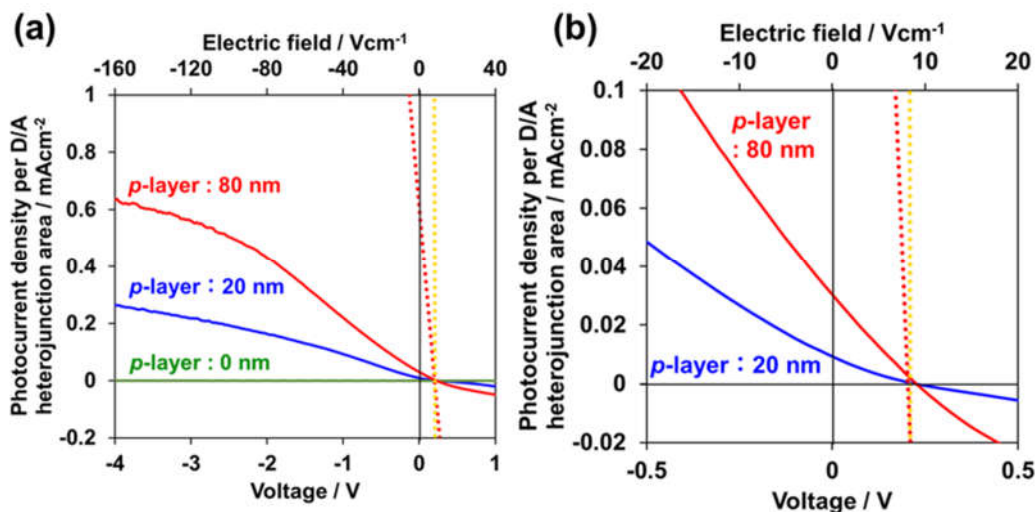 (a)
Electric field / Vcm-1
-160 -120 -80 -40 0 40
Photocurrent density per D/A
heterojunction area / mAcm-2
1
0.8
0.6
0.4
0.2
0
-0.2
p-layer : 80 nm
p-layer : 20 nm
p-layer : 0 nm
-4 -3 -2 -1 0 1
Voltage / V
(b)
Electric field / Vcm-1
-20 -10 0 10 20
Photocurrent density per D/A
heterojunction area / mAcm-2
0.1
0.08
0.06
0.04
0.02
0
-0.02
p-layer
: 80 nm
p-layer : 20 nm
-0.5 0 0.5
Voltage / V